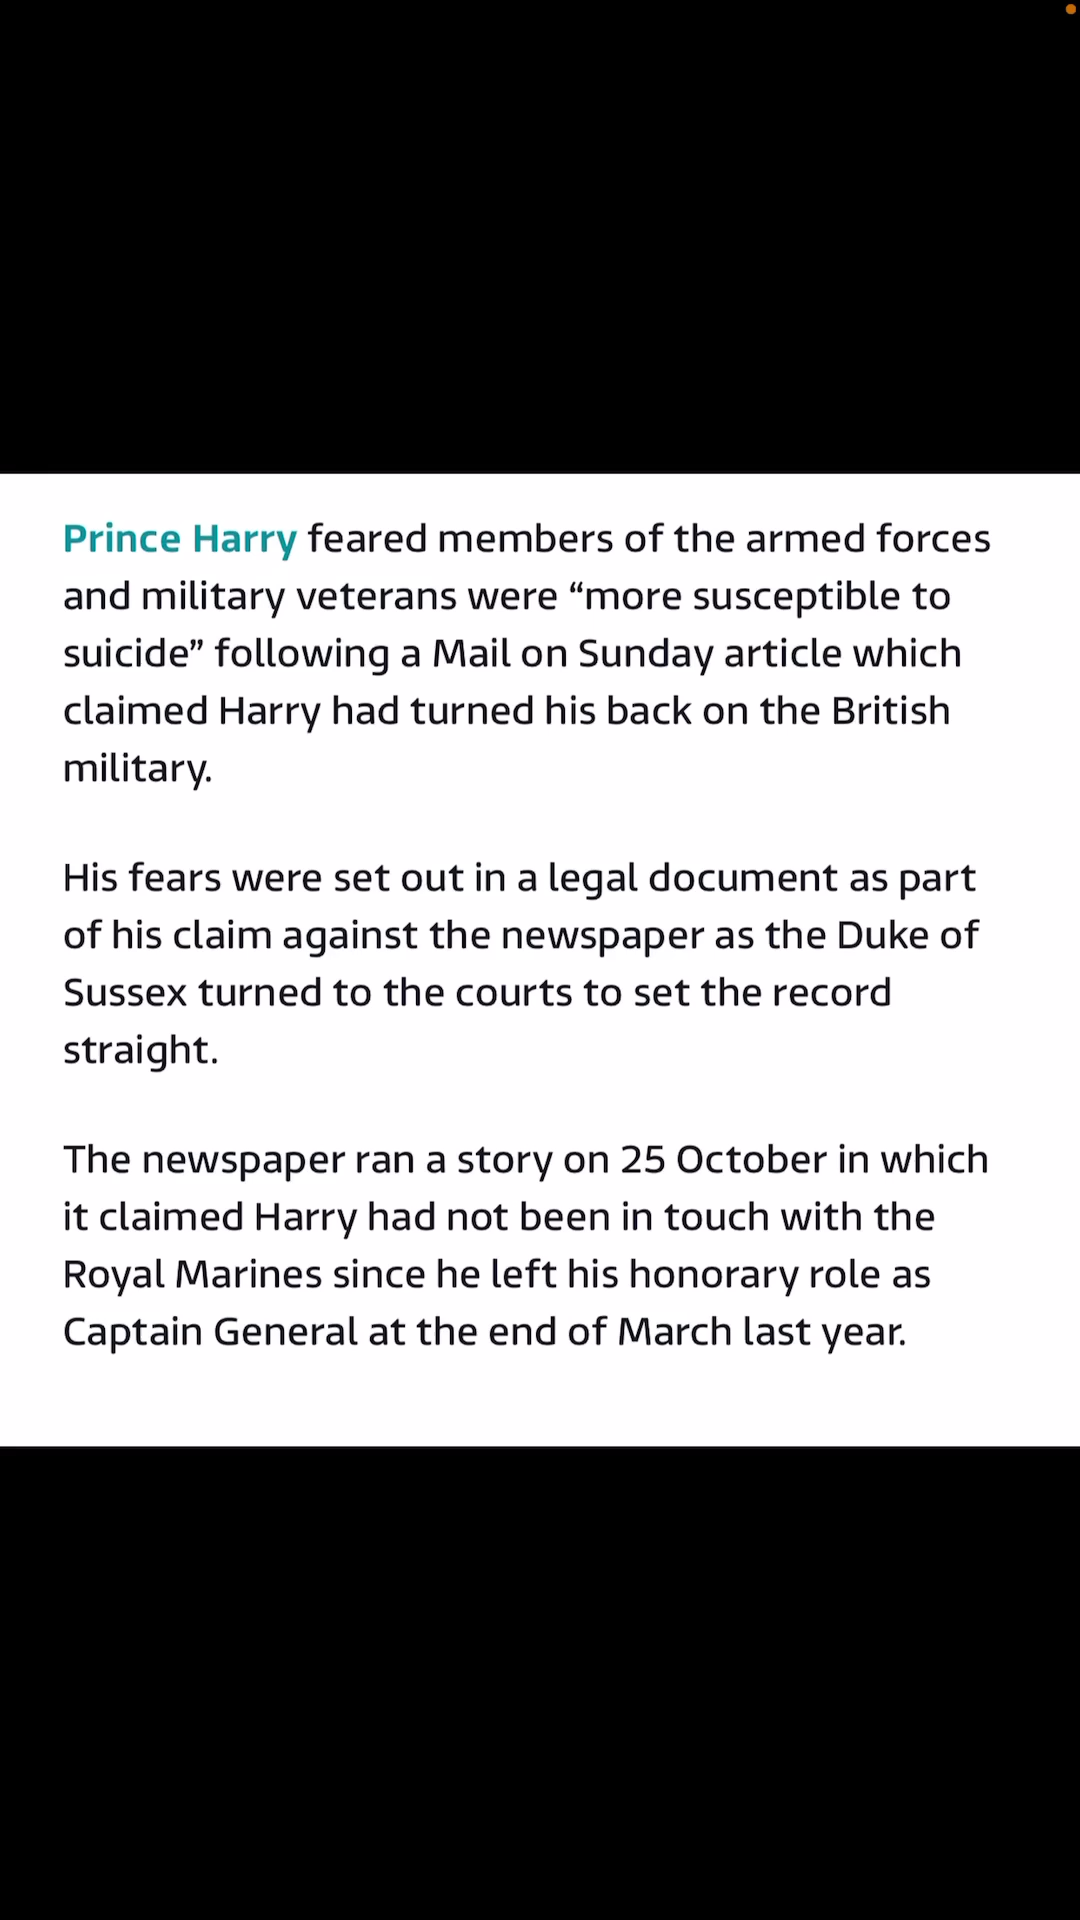 Prince Harry feared members of the armed forces
and military veterans were “more susceptible to
suicide” following a Mail on Sunday article which
claimed Harry had turned his back on the British
military.
His fears were set out in a legal document as part
of his claim against the newspaper as the Duke of
Sussex turned to the courts to set the record
straight.
The newspaper ran a story on 25 October in which
it claimed Harry had not been in touch with the
Royal Marines since he left his honorary role as
Captain General at the end of March last year.